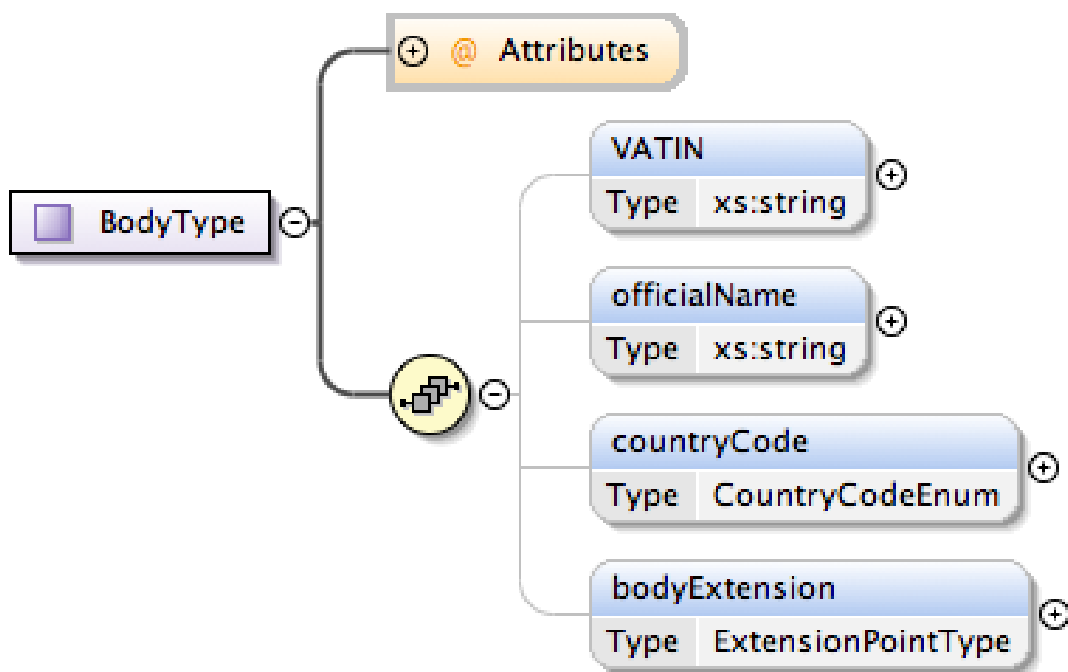 @ Attributes
BodyType
VATIN
Type xs:string
officialName
Type xs:string
countryCode
Type CountryCodeEnum
bodyExtension
Type ExtensionPointType